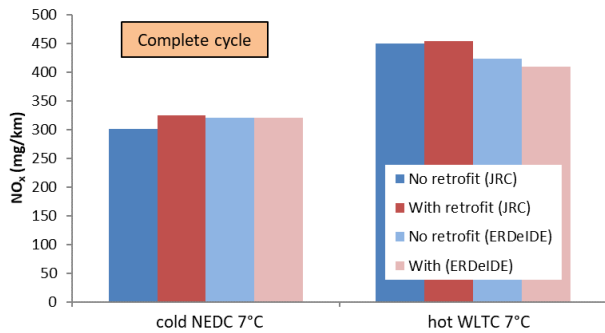 Complete cycle
NOx (mg/km)
450
400
350
300
250
200
150
100
50
0
No retrofit (JRC)
With retrofit (JRC)
No retrofit (ERDeIDE)
With (ERDeIDE)
cold NEDC 7°C
hot WLTC 7°C